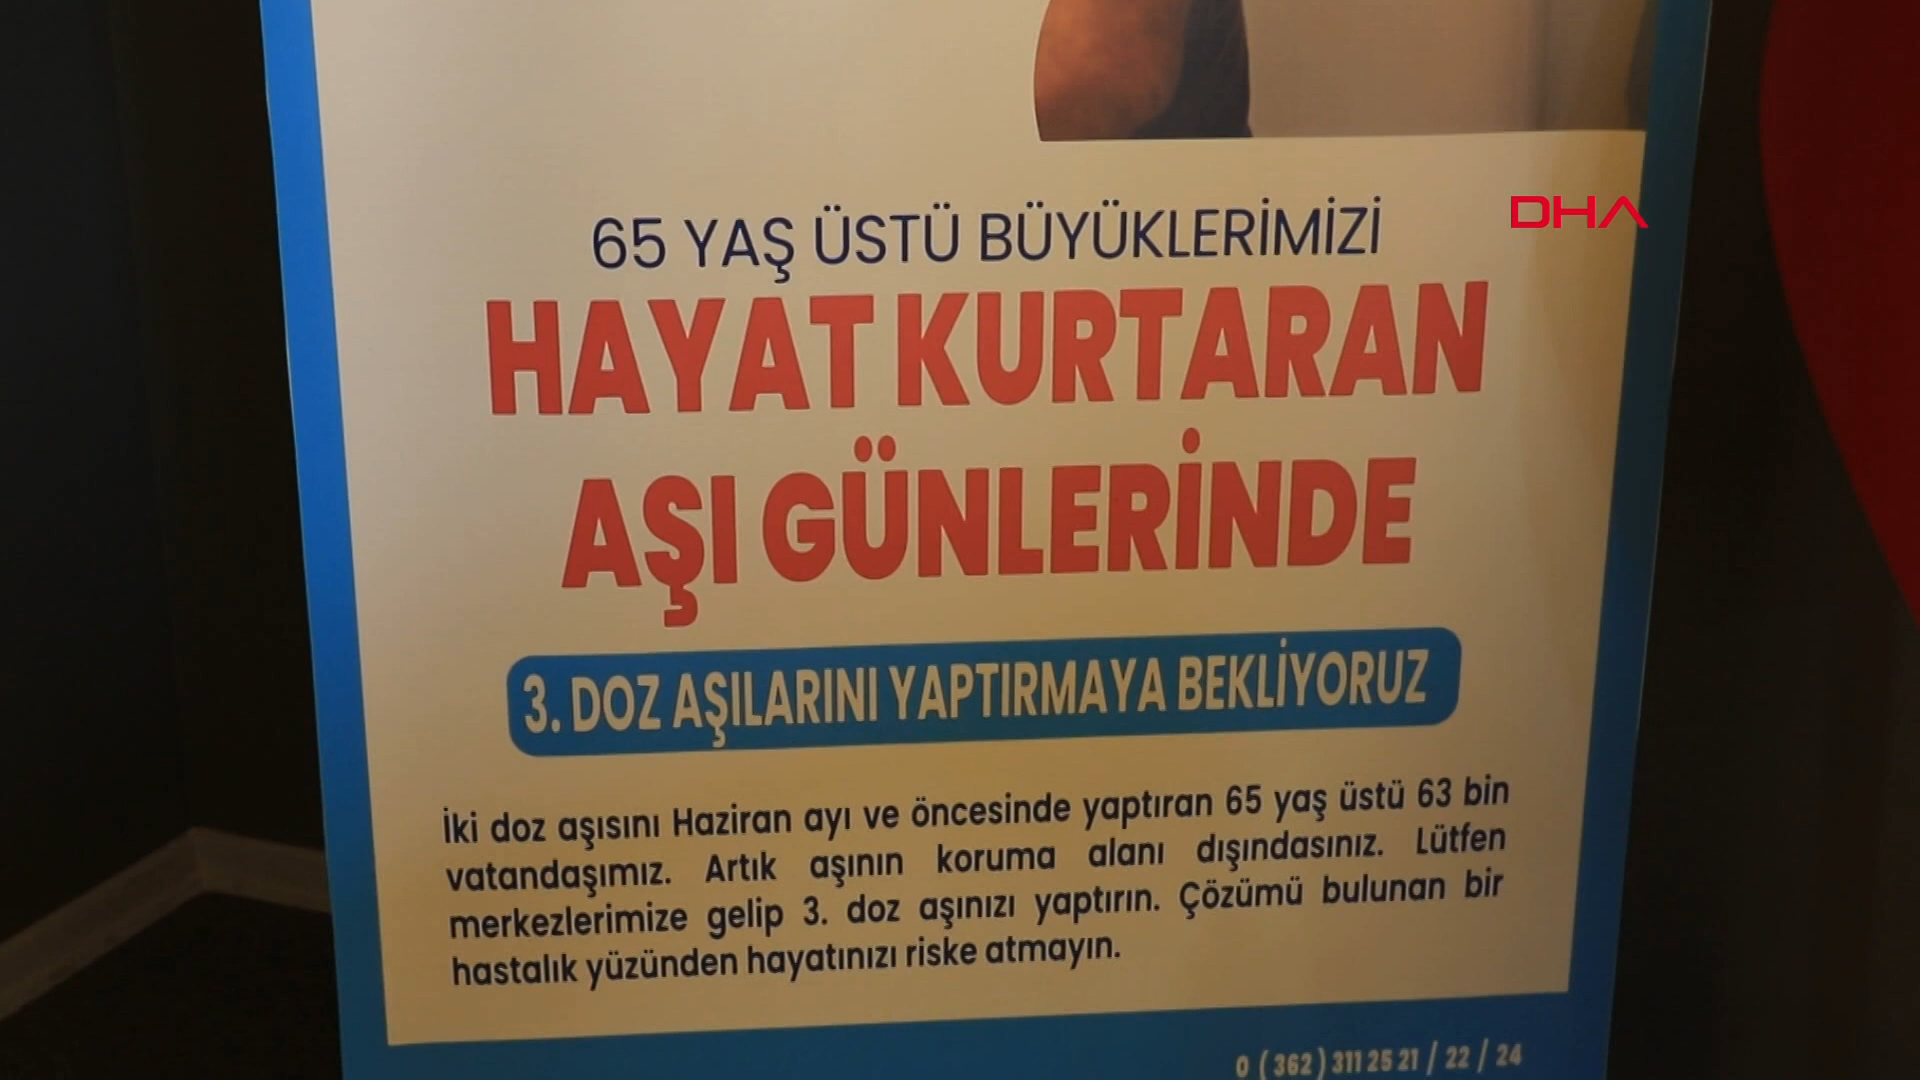 DHA
65 YAŞ ÜSTÜ BÜYÜKLERİMİZİ
HAYAT KURTARAN
AŞI GÜNLERİNDE
3. DOZ AŞILARINI YAPTIRMAYA BEKLİYORUZ
İki doz aşısını Haziran ayı ve öncesinde yaptıran 65 yaş üstü 63 bin
vatandaşımız. Artık aşının koruma alanı dışındasınız. Lütfen
merkezlerimize gelip 3. doz aşınızı yaptırın. Çözümü bulunan bir
hastalık yüzünden hayatınızı riske atmayın.
0 ( 362 ) 311 25 21 / 22 / 24